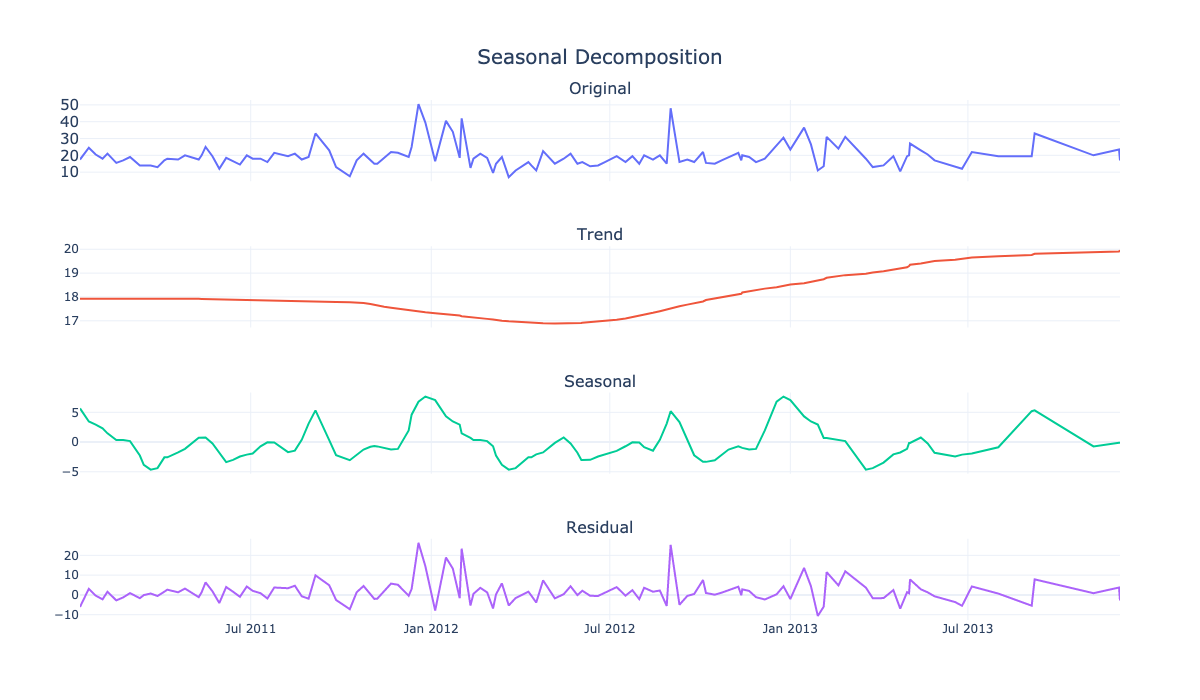 Seasonal Decomposition
Original
50
40
30
20
10
Trend
20
19
18
17
Seasonal
5
0
−5
Residual
20
10
0
−10
Jul 2011
Jan 2012
Jul 2012
Jan 2013
Jul 2013